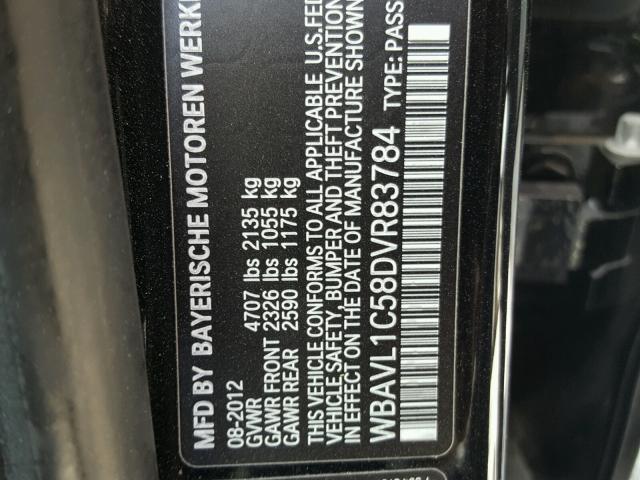 MFD BY BAYERISCHE MOTOREN WERKE
08-2012
GVWR 4707 lbs 2135 kg
GAWR FRONT 2326 lbs 1055 kg
GAWR REAR 2590 lbs 1175 kg
THIS VEHICLE CONFORMS TO ALL APPLICABLE U.S. FED
VEHICLE SAFETY, BUMPER AND THEFT PREVENTION
IN EFFECT ON THE DATE OF MANUFACTURE SHOWN
WBAVL1C58DVR83784 TYPE: PASS